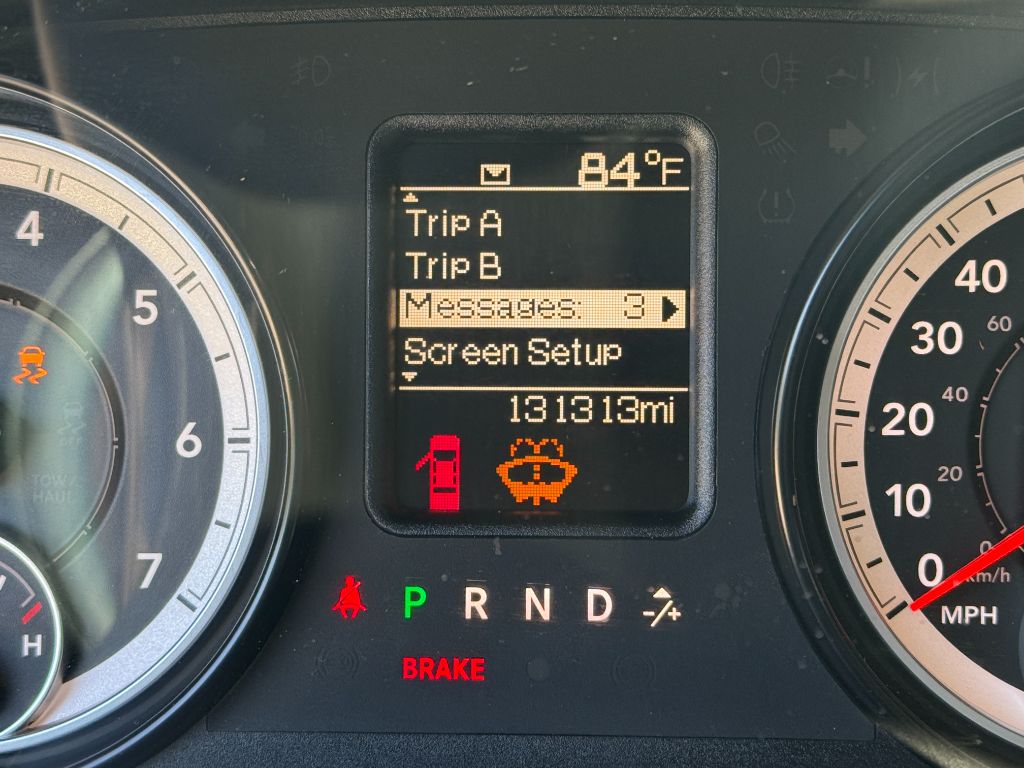 84°F
Trip A
Trip B
Messages: 3
Screen Setup
131313mi
4
5
6
7
H
TOW
HAUL
40
30
20
10
0
MPH
60
40
20
0
km/h
P R N D -/+
BRAKE